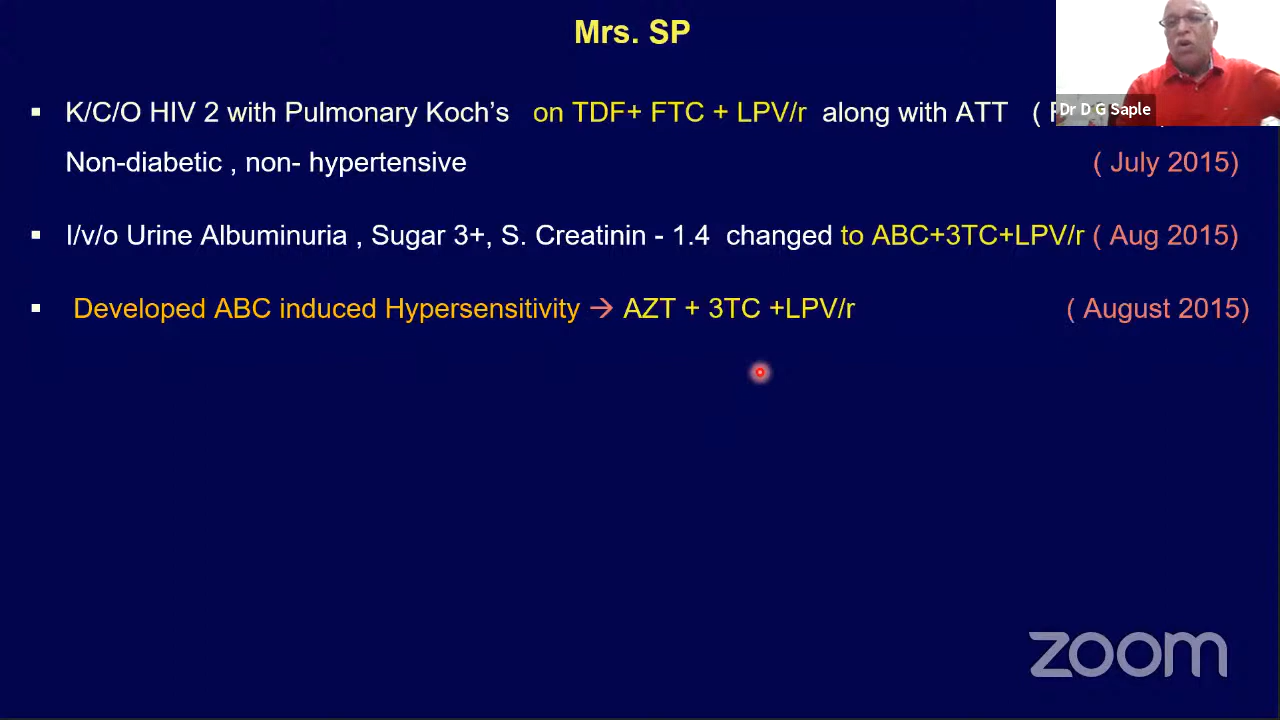 Mrs. SP
Dr D G Saple
▪ K/C/O HIV 2 with Pulmonary Koch's on TDF+ FTC + LPV/r along with ATT (
Non-diabetic , non- hypertensive ( July 2015)
▪ I/v/o Urine Albuminuria , Sugar 3+, S. Creatinin - 1.4 changed to ABC+3TC+LPV/r ( Aug 2015)
▪ Developed ABC induced Hypersensitivity → AZT + 3TC +LPV/r ( August 2015)
zoom